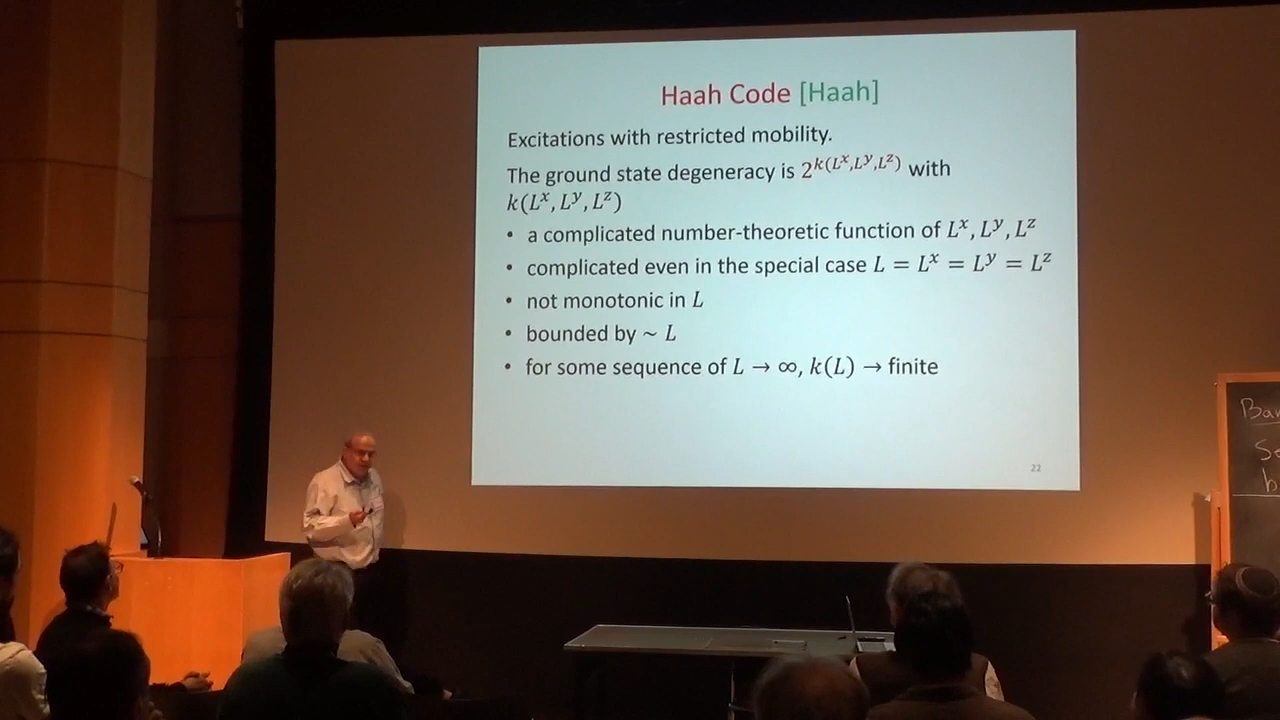 Haah Code [Haah]
Excitations with restricted mobility.
The ground state degeneracy is 2^{k(L^x,L^y,L^z)} with
k(L^x, L^y, L^z)
• a complicated number-theoretic function of L^x, L^y, L^z
• complicated even in the special case L = L^x = L^y = L^z
• not monotonic in L
• bounded by ~ L
• for some sequence of L → ∞, k(L) → finite
22